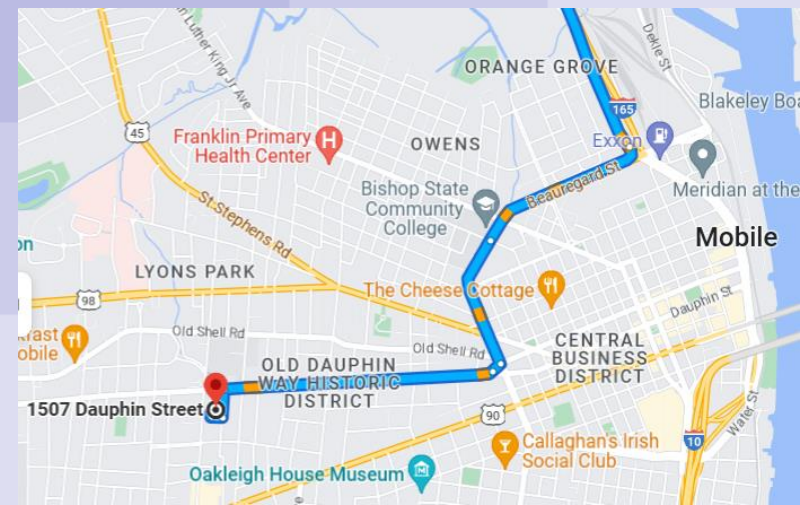 Luther King Jr Ave
Dekle St
ORANGE GROVE
165
Blakeley
45
Franklin Primary
Health Center
H
OWENS
Exxon
Bishop State
Community
College
Beauregard St
Meridian at the
St Stephens Rd
Mobile
LYONS PARK
98
The Cheese Cottage
Dauphin St
Old Shell Rd
Old Shell Rd
CENTRAL
BUSINESS
DISTRICT
OLD DAUPHIN
WAY HISTORIC
DISTRICT
1507 Dauphin Street
90
Callaghan's Irish
Social Club
10
Water St
Oakleigh House Museum